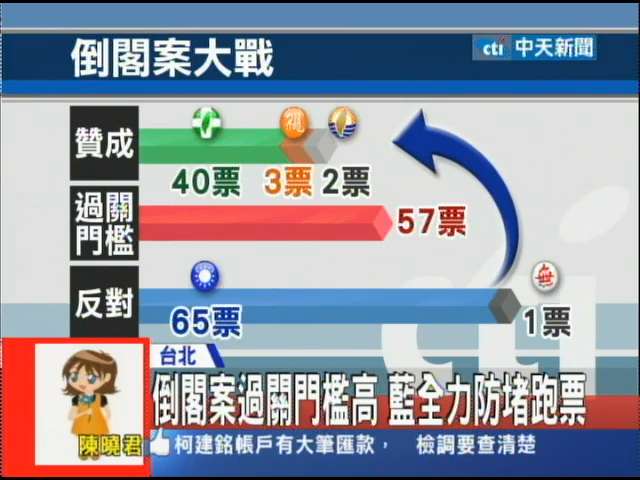 倒閣案大戰
cti 中天新聞
贊成
40票 3票 2票
過關
門檻
57票
反對
65票
無
1票
cti
台北
倒閣案過關門檻高 藍全力防堵跑票
陳曉君
柯建銘帳戶有大筆匯款， 檢調要查清楚